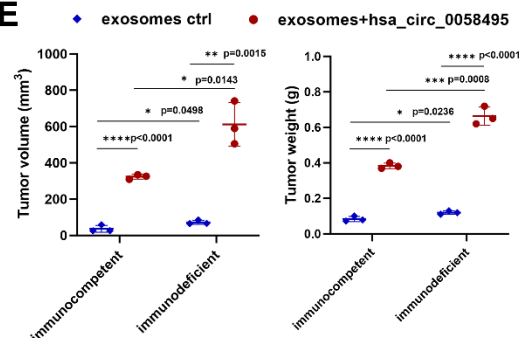 E
exosomes ctrl exosomes+hsa_circ_0058495
Tumor volume (mm³)
1000
800
600
400
200
0
** p=0.0015
* p=0.0143
* p=0.0498
****p<0.0001
immunocompetent
immunodeficient
Tumor weight (g)
1.0
0.8
0.6
0.4
0.2
0.0
**** p<0.0001
*** p=0.0008
* p=0.0236
**** p<0.0001
immunocompetent
immunodeficient